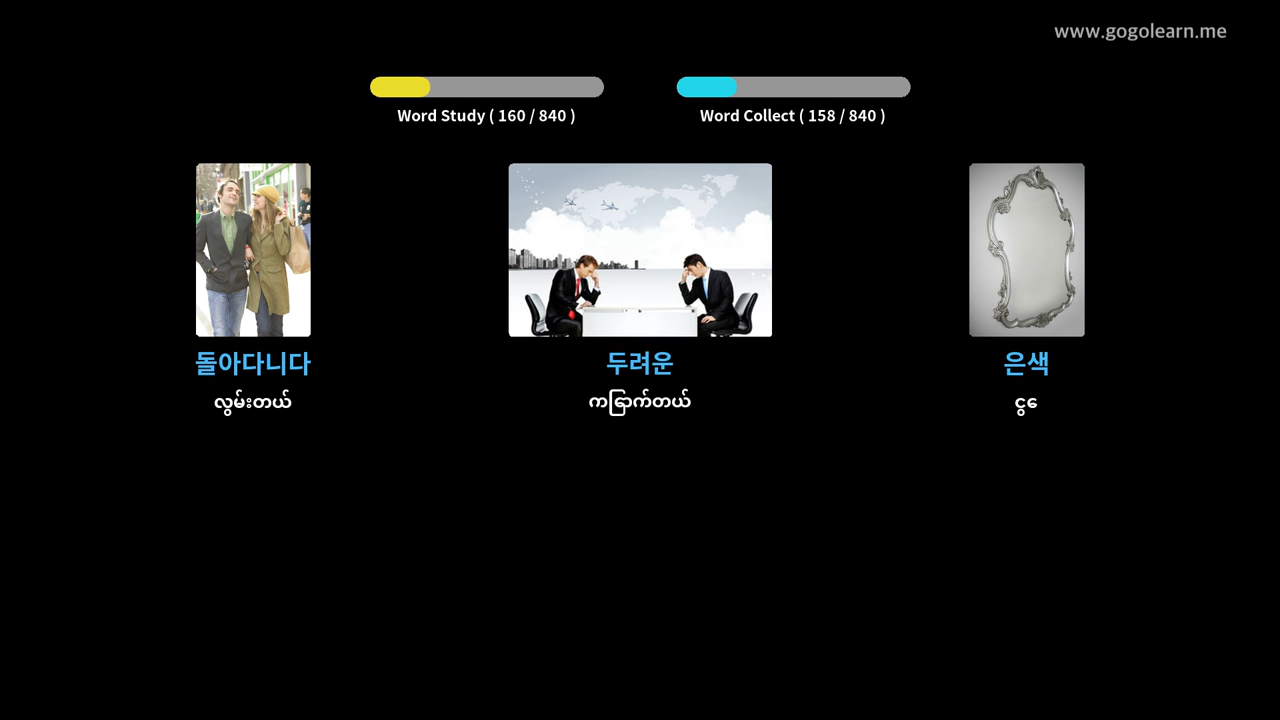 www.gogolearn.me
Word Study ( 160 / 840 )
Word Collect ( 158 / 840 )
돌아다니다
두려운
은색
လွမ်းတယ်
ကြောက်တယ်
ငွေ